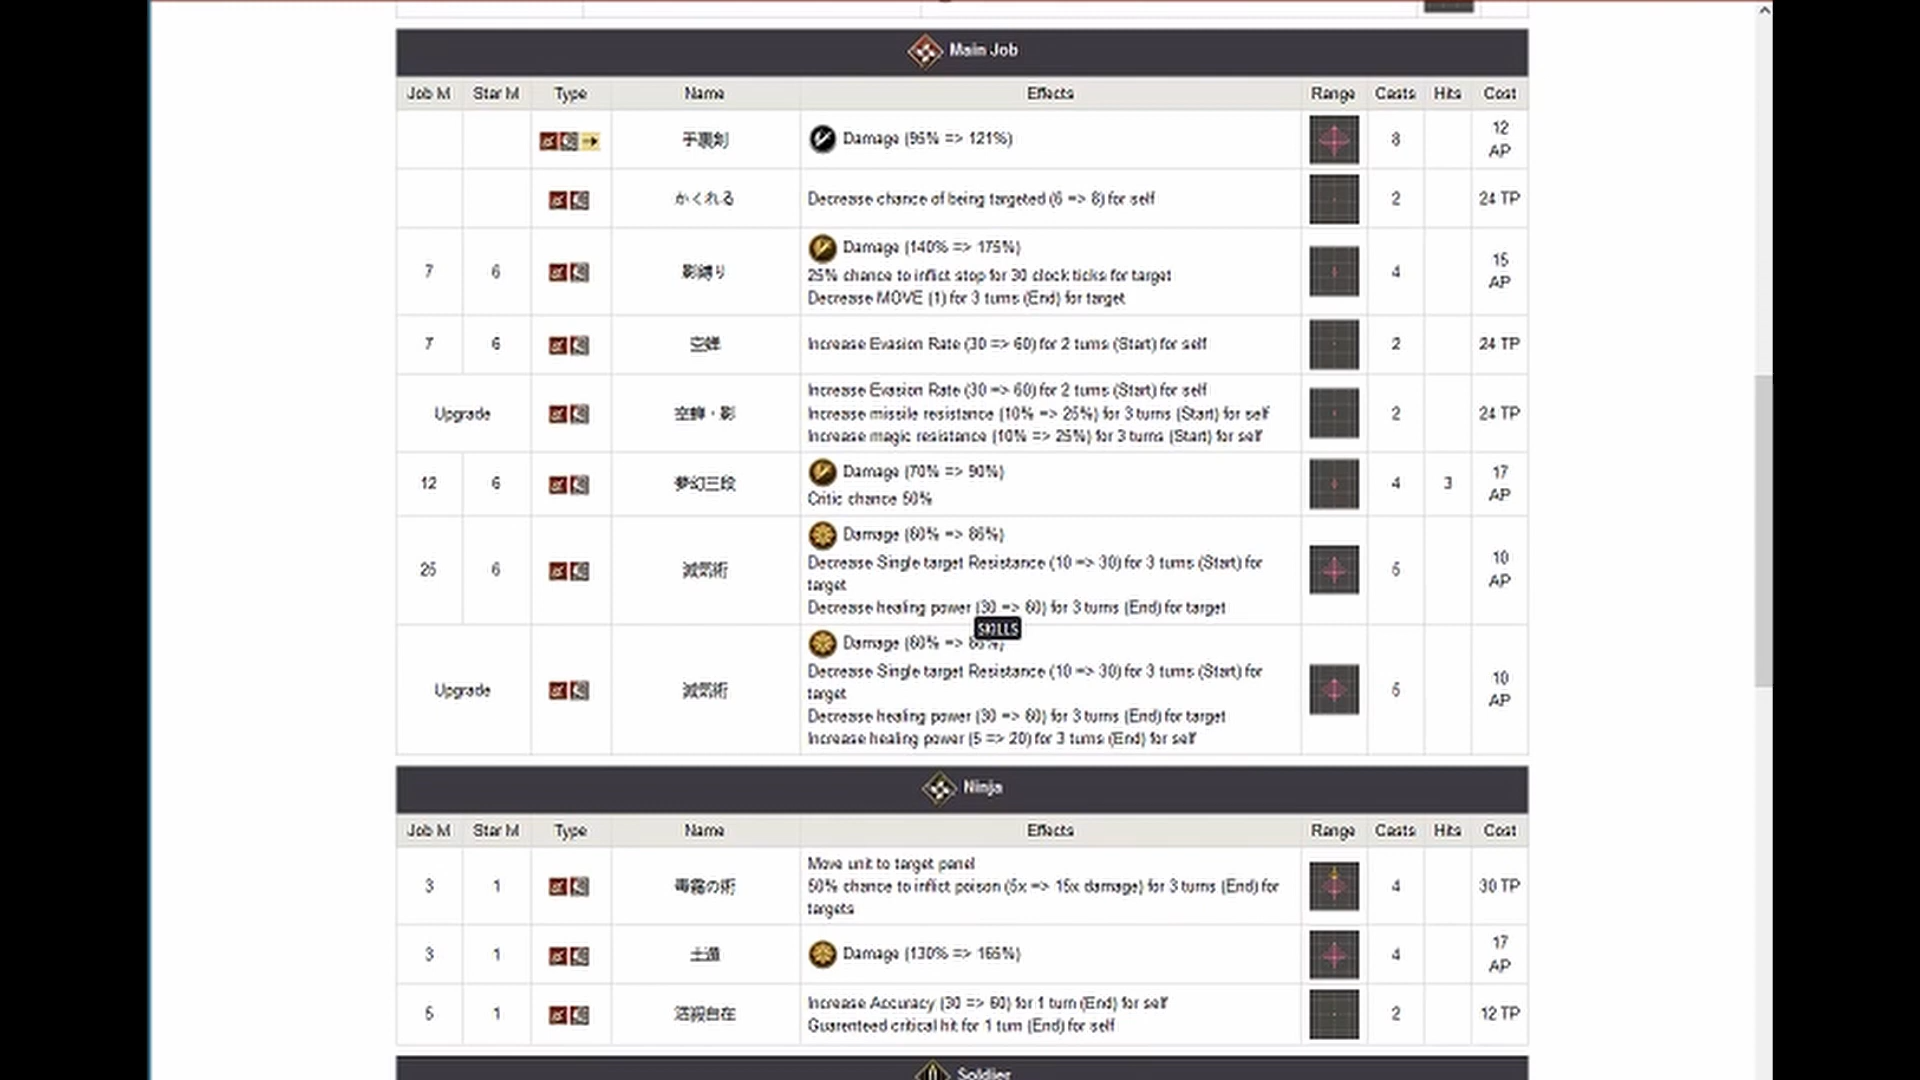 Main Job
Job M Star M Type Name Effects Range Casts Hits Cost
手裏剣 Damage (95% => 121%) 8 12 AP
かくれる Decrease chance of being targeted (6 => 8) for self 2 24 TP
7 6 影縛り Damage (140% => 175%) 4 15 AP
25% chance to inflict stop for 30 clock ticks for target
Decrease MOVE (1) for 3 turns (End) for target
7 6 空蝉 Increase Evasion Rate (30 => 60) for 2 turns (Start) for self 2 24 TP
Upgrade 空蝉・影 Increase Evasion Rate (30 => 60) for 2 turns (Start) for self 2 24 TP
Increase missile resistance (10% => 25%) for 3 turns (Start) for self
Increase magic resistance (10% => 25%) for 3 turns (Start) for self
12 6 夢幻三段 Damage (70% => 90%) 4 3 17 AP
Critic chance 50%
25 6 減気術 Damage (60% => 85%) 5 10 AP
Decrease Single target Resistance (10 => 30) for 3 turns (Start) for
target
Decrease healing power (30 => 60) for 3 turns (End) for target
SKILLS
Upgrade 減気術 Damage (60% => 5 10 AP
Decrease Single target Resistance (10 => 30) for 3 turns (Start) for
target
Decrease healing power (30 => 60) for 3 turns (End) for target
Increase healing power (5 => 20) for 3 turns (End) for self
Ninja
Job M Star M Type Name Effects Range Casts Hits Cost
3 1 毒霧の術 Move unit to target panel 4 30 TP
50% chance to inflict poison (5x => 15x damage) for 3 turns (End) for
targets
3 1 土遁 Damage (130% => 165%) 4 17 AP
5 1 活殺自在 Increase Accuracy (30 => 60) for 1 turn (End) for self 2 12 TP
Guarenteed critical hit for 1 turn (End) for self
Soldier